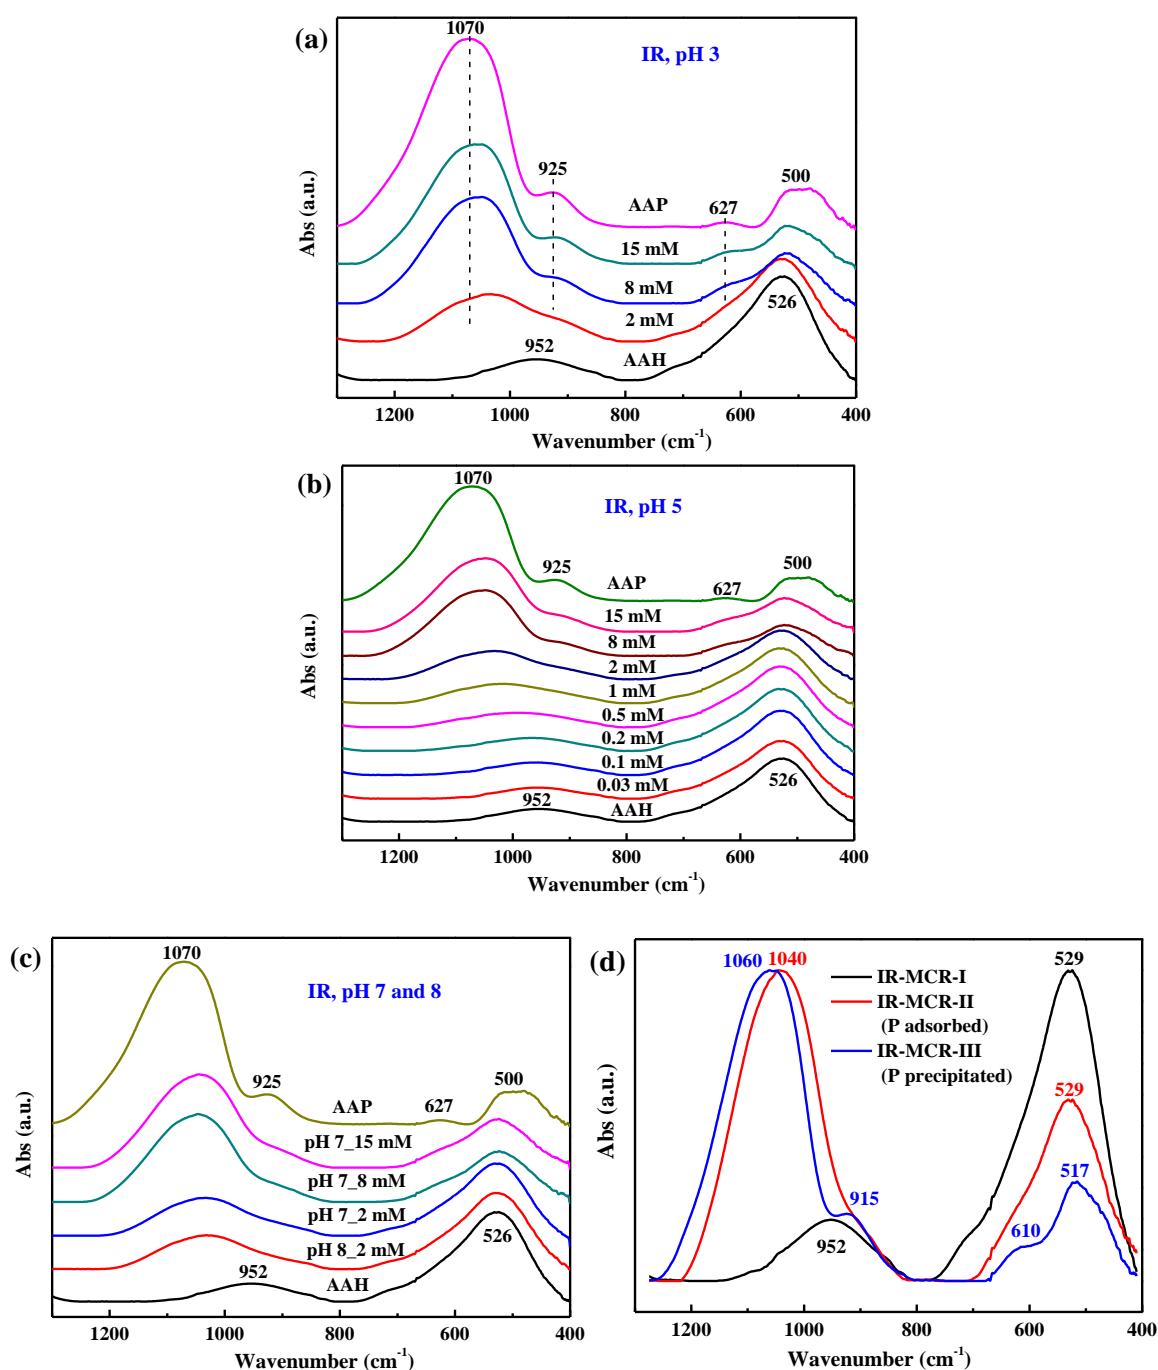 (a)
IR, pH 3
1070
925
AAP
627
500
15 mM
8 mM
2 mM
526
952
AAH
Abs (a.u.)
1200
1000
800
600
400
Wavenumber (cm⁻¹)
(b)
IR, pH 5
1070
925
AAP
627
500
15 mM
8 mM
2 mM
1 mM
0.5 mM
0.2 mM
0.1 mM
0.03 mM
526
952
AAH
Abs (a.u.)
1200
1000
800
600
400
Wavenumber (cm⁻¹)
(c)
IR, pH 7 and 8
1070
925
AAP
627
500
pH 7_15 mM
pH 7_8 mM
pH 7_2 mM
pH 8_2 mM
526
952
AAH
Abs (a.u.)
1200
1000
800
600
400
Wavenumber (cm⁻¹)
(d)
1060
1040
IR-MCR-I
IR-MCR-II
(P adsorbed)
IR-MCR-III
(P precipitated)
529
529
517
610
915
952
Abs (a.u.)
1200
1000
800
600
400
Wavenumber (cm⁻¹)